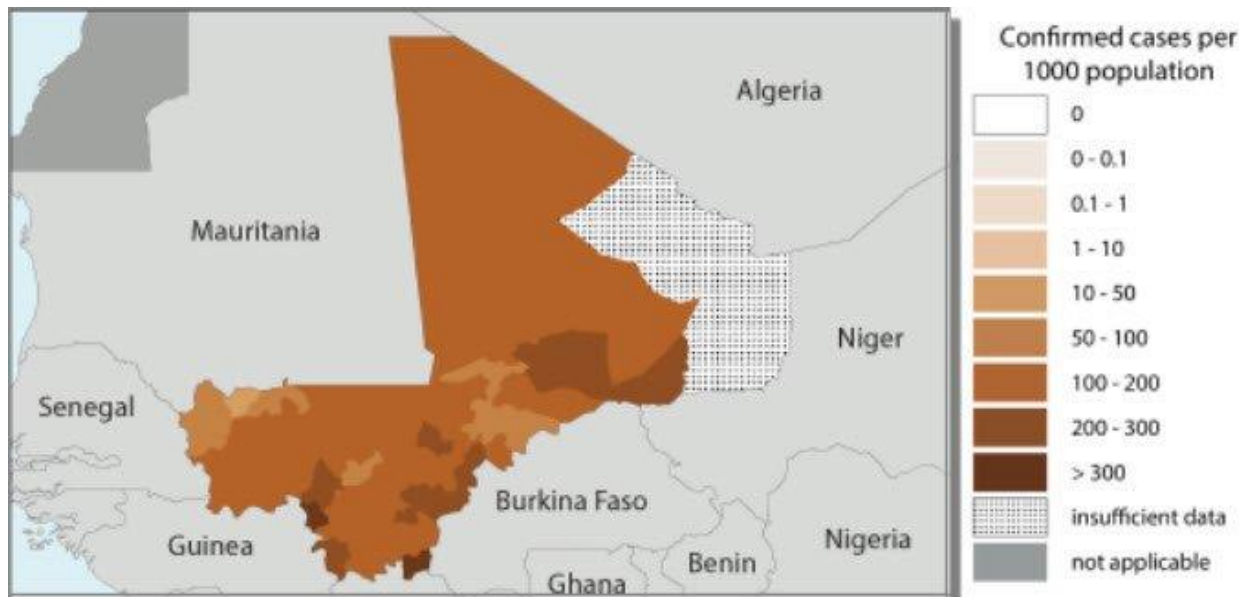 Algeria
Mauritania
Niger
Senegal
Burkina Faso
Guinea
Nigeria
Benin
Ghana
Confirmed cases per
1000 population
0
0 - 0.1
0.1 - 1
1 - 10
10 - 50
50 - 100
100 - 200
200 - 300
> 300
insufficient data
not applicable